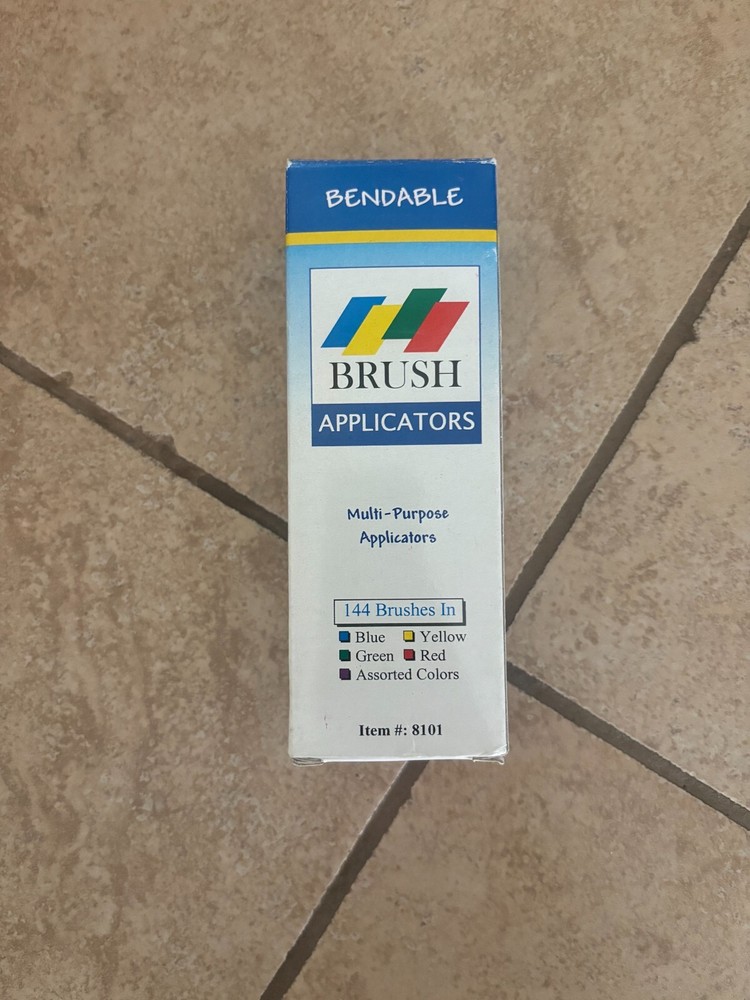 BENDABLE
BRUSH
APPLICATORS
Multi-Purpose
Applicators
144 Brushes In
Blue Yellow
Green Red
Assorted Colors
Item #: 8101